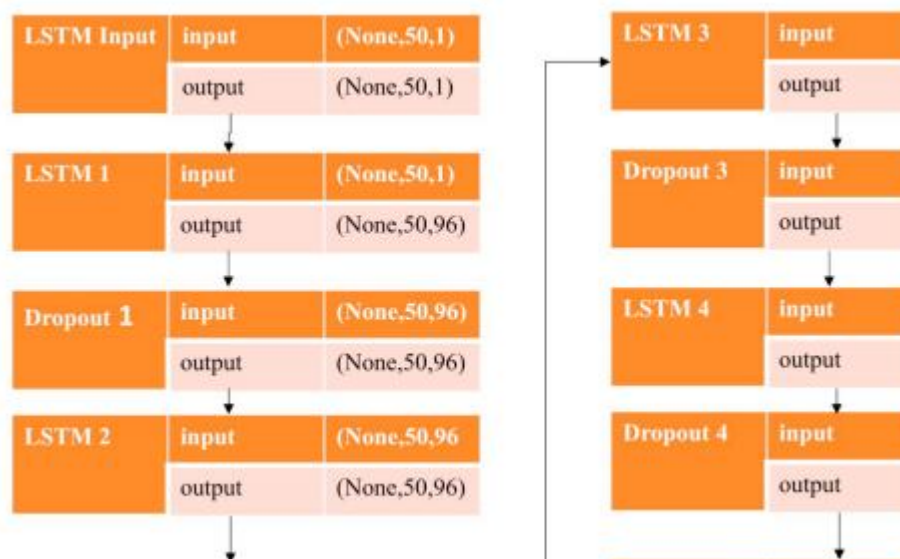 LSTM Input input (None,50,1)
output (None,50,1)
LSTM 1 input (None,50,1)
output (None,50,96)
Dropout 1 input (None,50,96)
output (None,50,96)
LSTM 2 input (None,50,96
output (None,50,96)
LSTM 3 input
output
Dropout 3 input
output
LSTM 4 input
output
Dropout 4 input
output